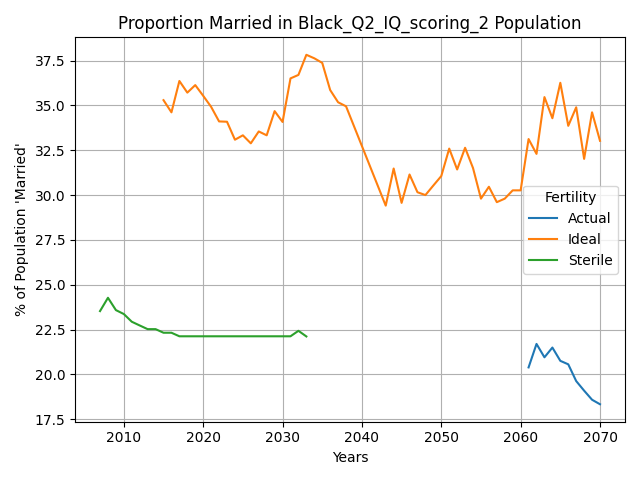 Proportion Married in Black_Q2_IQ_scoring_2 Population
% of Population 'Married'
37.5
35.0
32.5
30.0
27.5
25.0
22.5
20.0
17.5
Fertility
Actual
Ideal
Sterile
2010 2020 2030 2040 2050 2060 2070
Years